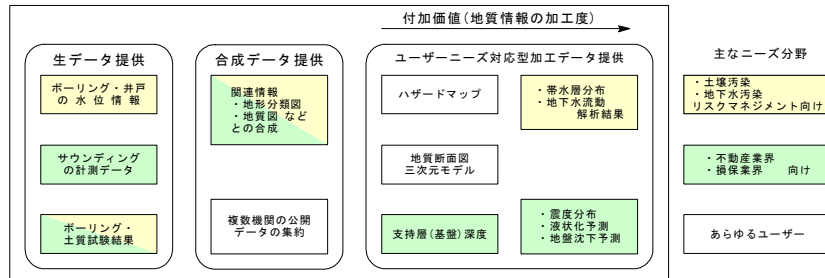 付加価値(地質情報の加工度)
生データ提供
ボーリング・井戸
の水位情報
サウンディング
の計測データ
ボーリング・
土質試験結果
合成データ提供
関連情報
・地形分類図
・地質図 など
との合成
複数機関の公開
データの集約
ユーザーニーズ対応型加工データ提供
ハザードマップ
地質断面図
三次元モデル
支持層(基盤)深度
・帯水層分布
・地下水流動
解析結果
・震度分布
・液状化予測
・地盤沈下予測
主なニーズ分野
・土壌汚染
・地下水汚染
リスクマネジメント向け
・不動産業界
・損保業界 向け
あらゆるユーザー